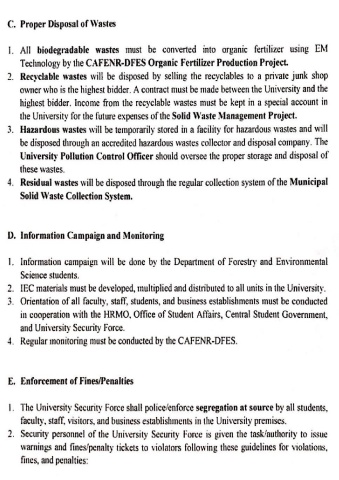 C. Proper Disposal of Wastes
1. All biodegradable wastes must be converted into organic fertilizer using EM
Technology by the CAFENR-DFES Organic Fertilizer Production Project.
2. Recyclable wastes will be disposed by selling the recyclables to a private junk shop
owner who is the highest bidder. A contract must be made between the University and the
highest bidder. Income from the recyclable wastes must be kept in a special account in
the University for the future expenses of the Solid Waste Management Project.
3. Hazardous wastes will be temporarily stored in a facility for hazardous wastes and will
be disposed through an accredited hazardous wastes collector and disposal company. The
University Pollution Control Officer should oversee the proper storage and disposal of
these wastes.
4. Residual wastes will be disposed through the regular collection system of the Municipal
Solid Waste Collection System.
D. Information Campaign and Monitoring
1. Information campaign will be done by the Department of Forestry and Environmental
Science students.
2. IEC materials must be developed, multiplied and distributed to all units in the University.
3. Orientation of all faculty, staff, students, and business establishments must be conducted
in cooperation with the HRMO, Office of Student Affairs, Central Student Government,
and University Security Force.
4. Regular monitoring must be conducted by the CAFENR-DFES.
E. Enforcement of Fines/Penalties
1. The University Security Force shall police/enforce segregation at source by all students,
faculty, staff, visitors, and business establishments in the University premises.
2. Security personnel of the University Security Force is given the task/authority to issue
warnings and fines/penalty tickets to violators following these guidelines for violations,
fines, and penalties: